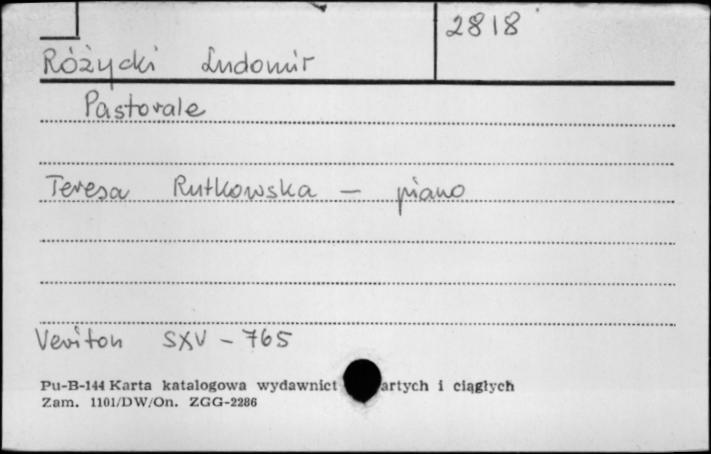 2818
Różycki Ludomir
Pastorale
Teresa Rutkowska — piano
Veriton SXV - 765
Pu-B-144 Karta katalogowa wydawnict artych i ciągłych
Zam. 1101/DW/On. ZGG-2286